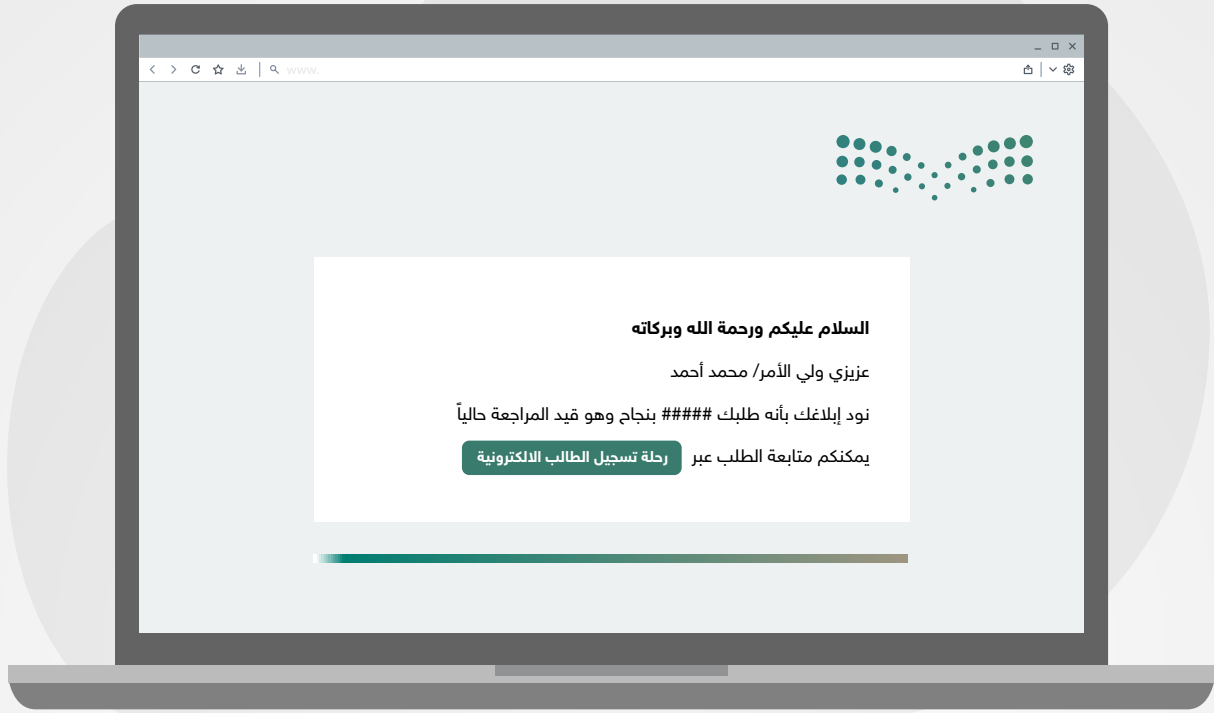 www.
السلام عليكم ورحمة الله وبركاته
عزيزي ولي الأمر/ محمد أحمد
نود إبلاغك بأنه طلبك ##### بنجاح وهو قيد المراجعة حالياً
يمكنكم متابعة الطلب عبر رحلة تسجيل الطالب الالكترونية